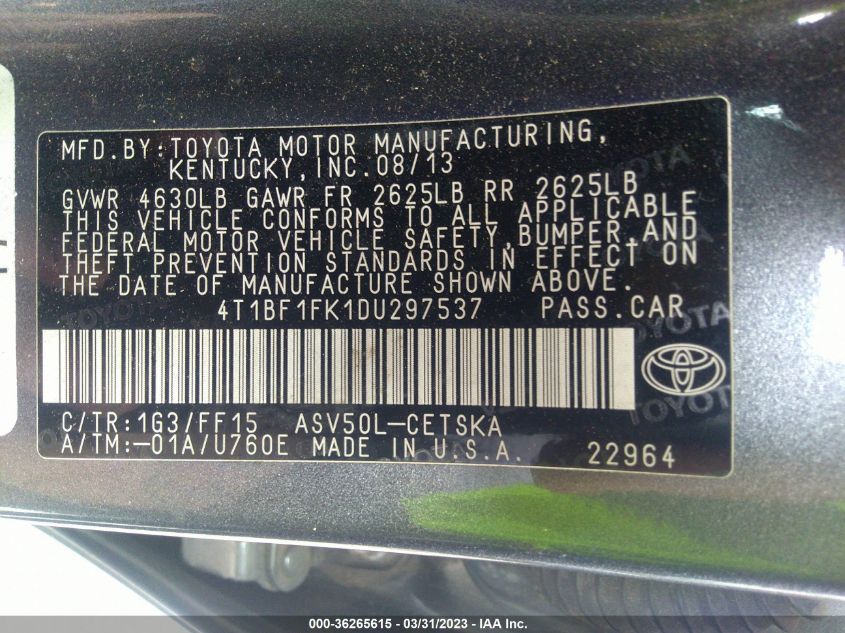 MFD.BY:TOYOTA MOTOR MANUFACTURING,
KENTUCKY,INC.08/13
GVWR 4630LB GAWR FR 2625LB RR 2625LB
THIS VEHICLE CONFORMS TO ALL APPLICABLE
FEDERAL MOTOR VEHICLE SAFETY,BUMPER,AND
THEFT PREVENTION STANDARDS IN EFFECT ON
THE DATE OF MANUFACTURE SHOWN ABOVE.
4T1BF1FK1DU297537 PASS.CAR
C/TR:1G3/FF15 ASV50L-CETSKA
A/TM:-01A/U760E MADE IN U.S.A. 22964
000-36265615 / 03/31/2023 — IAA Inc.